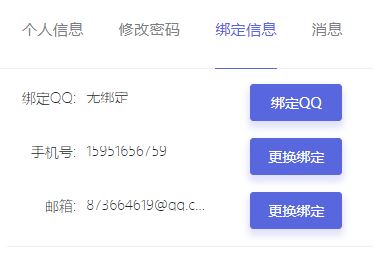 个人信息 修改密码 绑定信息 消息
绑定QQ: 无绑定 绑定QQ
手机号: 15951656759 更换绑定
邮箱: 873664619@qq.c... 更换绑定